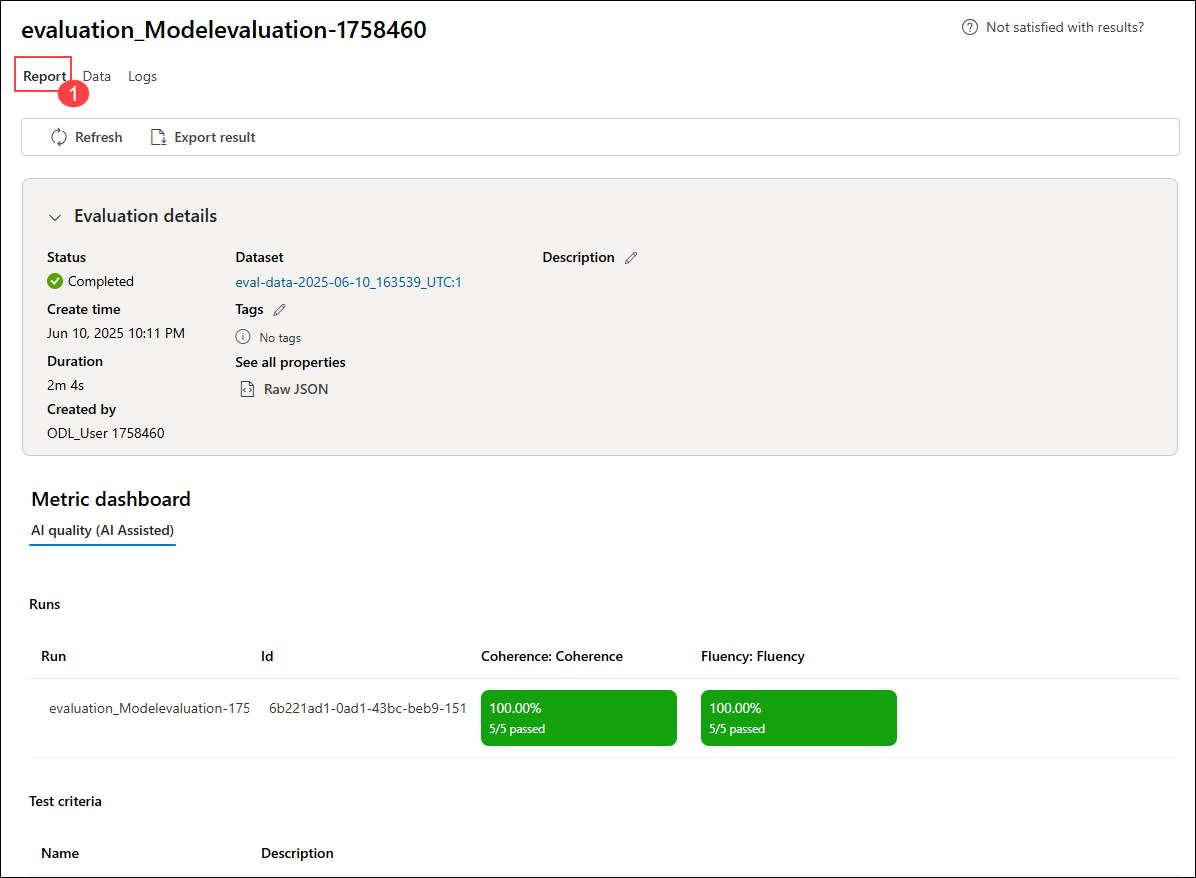 evaluation_Modelevaluation-1758460
Not satisfied with results?
Report Data Logs
1
Refresh Export result
Evaluation details
Status
Completed
Create time
Jun 10, 2025 10:11 PM
Duration
2m 4s
Created by
ODL_User 1758460
Dataset
eval-data-2025-06-10_163539_UTC:1
Tags
No tags
See all properties
Raw JSON
Description
Metric dashboard
AI quality (AI Assisted)
Runs
Run Id Coherence: Coherence Fluency: Fluency
evaluation_Modelevaluation-175 6b221ad1-0ad1-43bc-beb9-151 100.00% 100.00%
5/5 passed 5/5 passed
Test criteria
Name Description